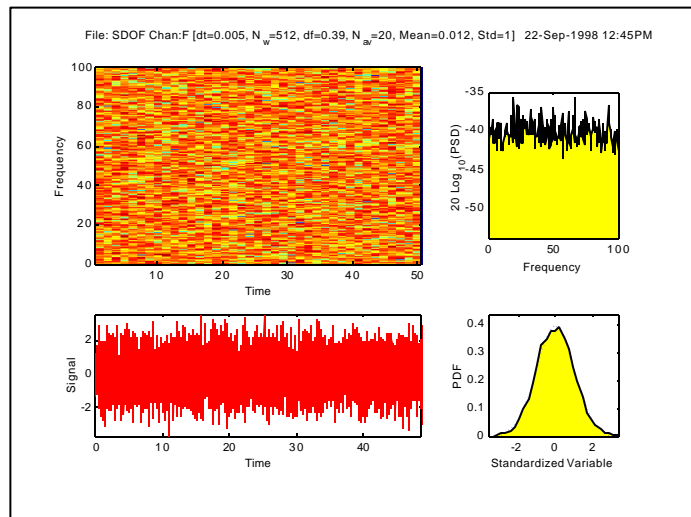 File: SDOF Chan:F [dt=0.005, N_w=512, df=0.39, N_av=20, Mean=0.012, Std=1] 22-Sep-1998 12:45PM
100
80
60
40
20
0
Frequency
10 20 30 40 50
Time
-35
-40
-45
-50
20 Log_10(PSD)
0 50 100
Frequency
2
0
-2
Signal
0 10 20 30 40
Time
0.4
0.3
0.2
0.1
0
PDF
-2 0 2
Standardized Variable